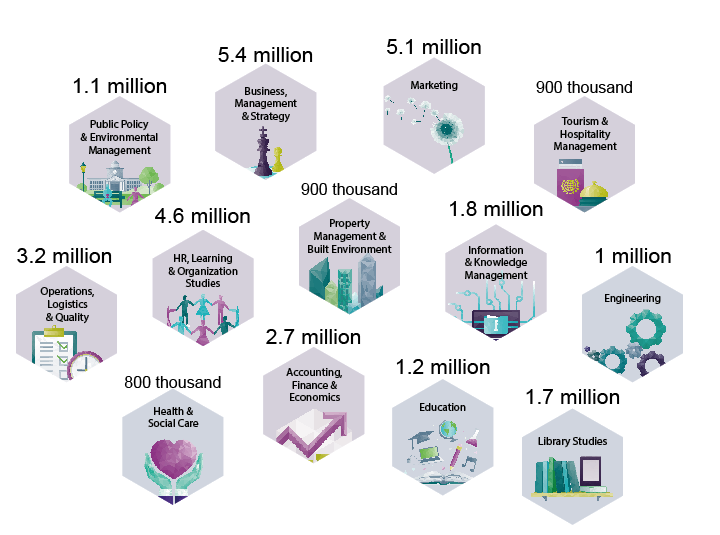 5.4 million
Business,
Management
& Strategy
5.1 million
Marketing
1.1 million
Public Policy
& Environmental
Management
900 thousand
Tourism &
Hospitality
Management
4.6 million
HR, Learning
& Organization
Studies
900 thousand
Property
Management &
Built Environment
1.8 million
Information
& Knowledge
Management
3.2 million
Operations,
Logistics
& Quality
1 million
Engineering
2.7 million
Accounting,
Finance &
Economics
800 thousand
Health &
Social Care
1.2 million
Education
1.7 million
Library Studies